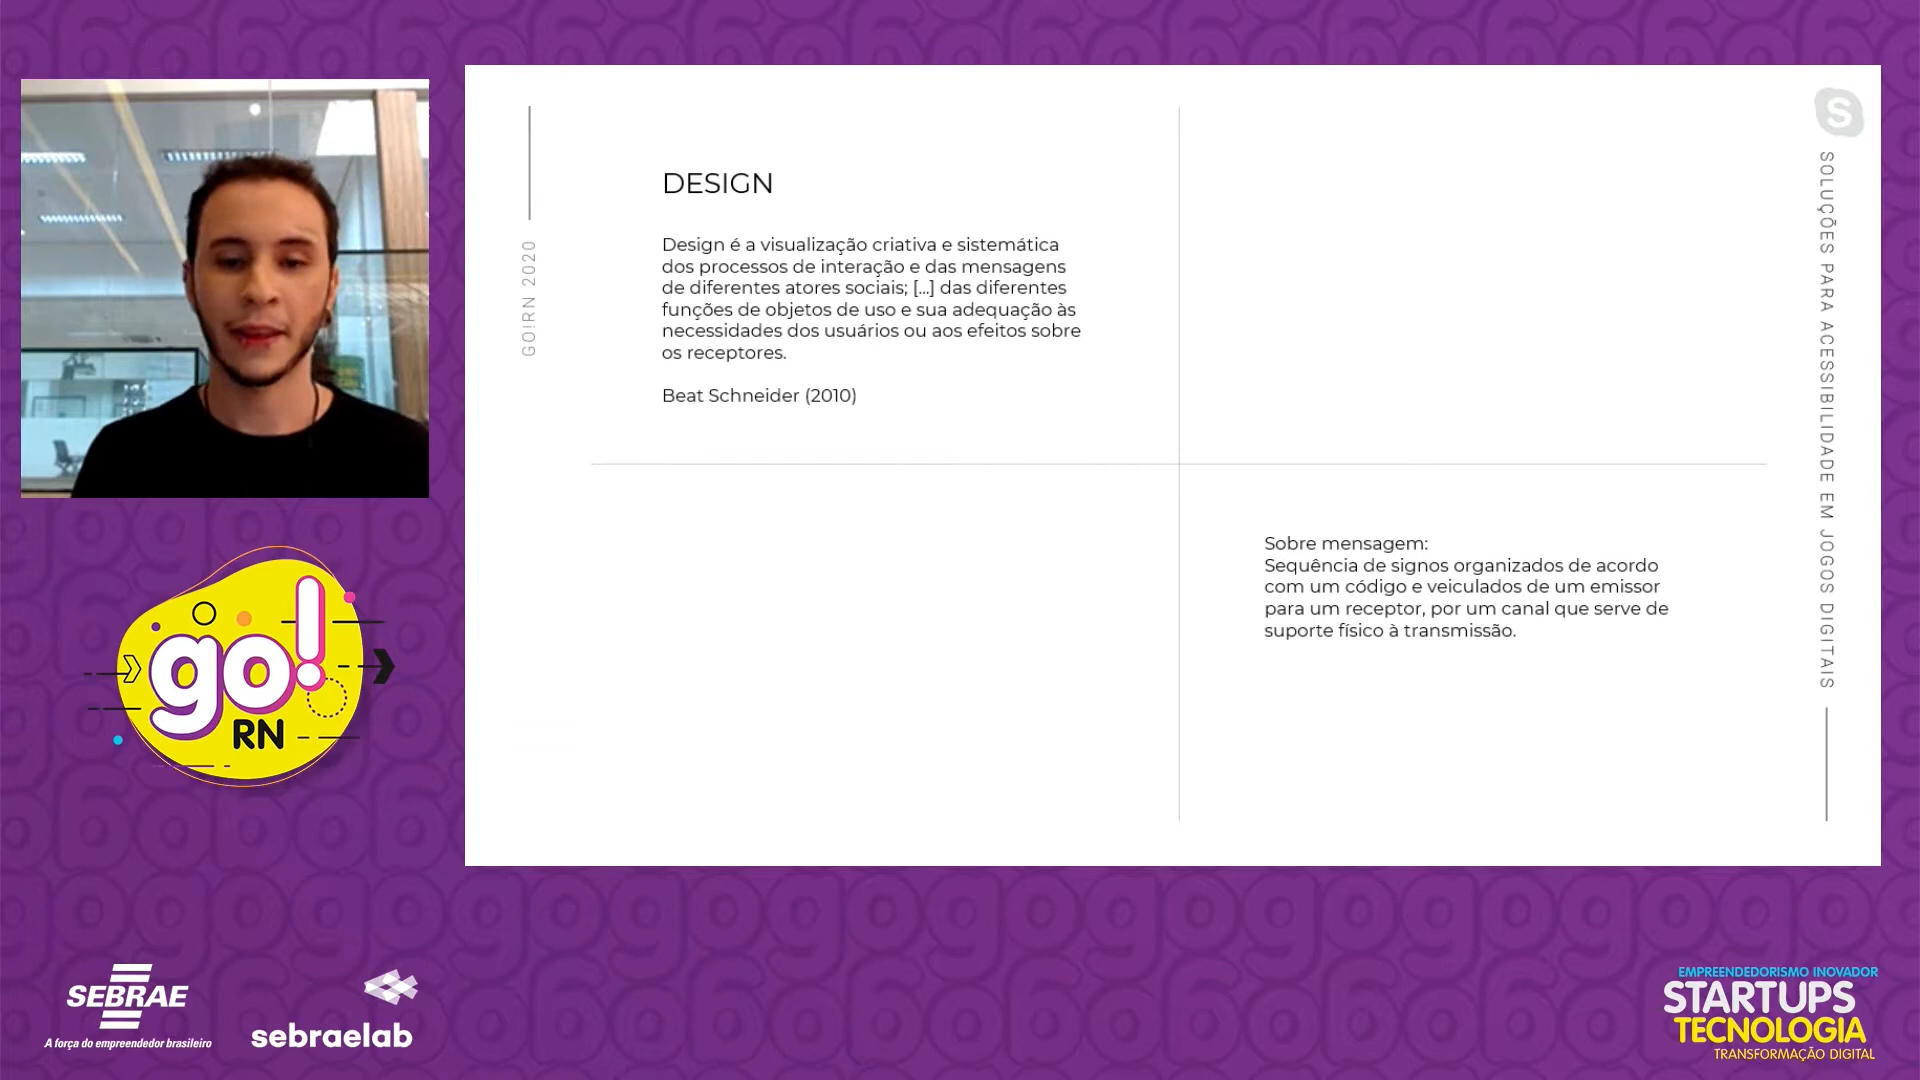 GO!RN 2020
DESIGN
Design é a visualização criativa e sistemática
dos processos de interação e das mensagens
de diferentes atores sociais; [...] das diferentes
funções de objetos de uso e sua adequação às
necessidades dos usuários ou aos efeitos sobre
os receptores.
Beat Schneider (2010)
Sobre mensagem:
Sequência de signos organizados de acordo
com um código e veiculados de um emissor
para um receptor, por um canal que serve de
suporte físico à transmissão.
S
SOLUÇÕES PARA ACESSIBILIDADE EM JOGOS DIGITAIS
go!
RN
SEBRAE
A força do empreendedor brasileiro
sebraelab
EMPREENDEDORISMO INOVADOR
STARTUPS
TECNOLOGIA
TRANSFORMAÇÃO DIGITAL